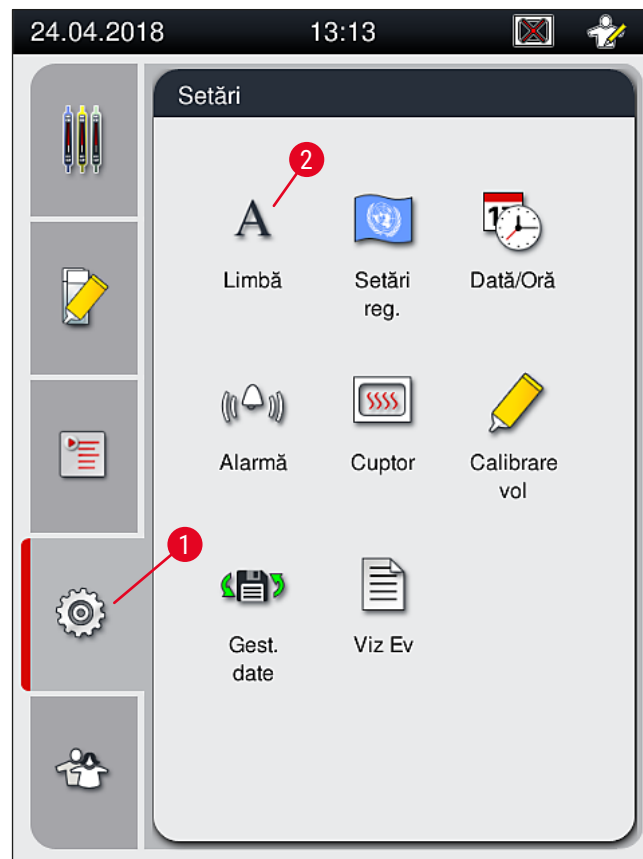 24.04.2018 13:13
Setări
2
Limbă
Setări
reg.
Dată/Oră
Alarmă
Cuptor
Calibrare
vol
1
Gest.
date
Viz Ev